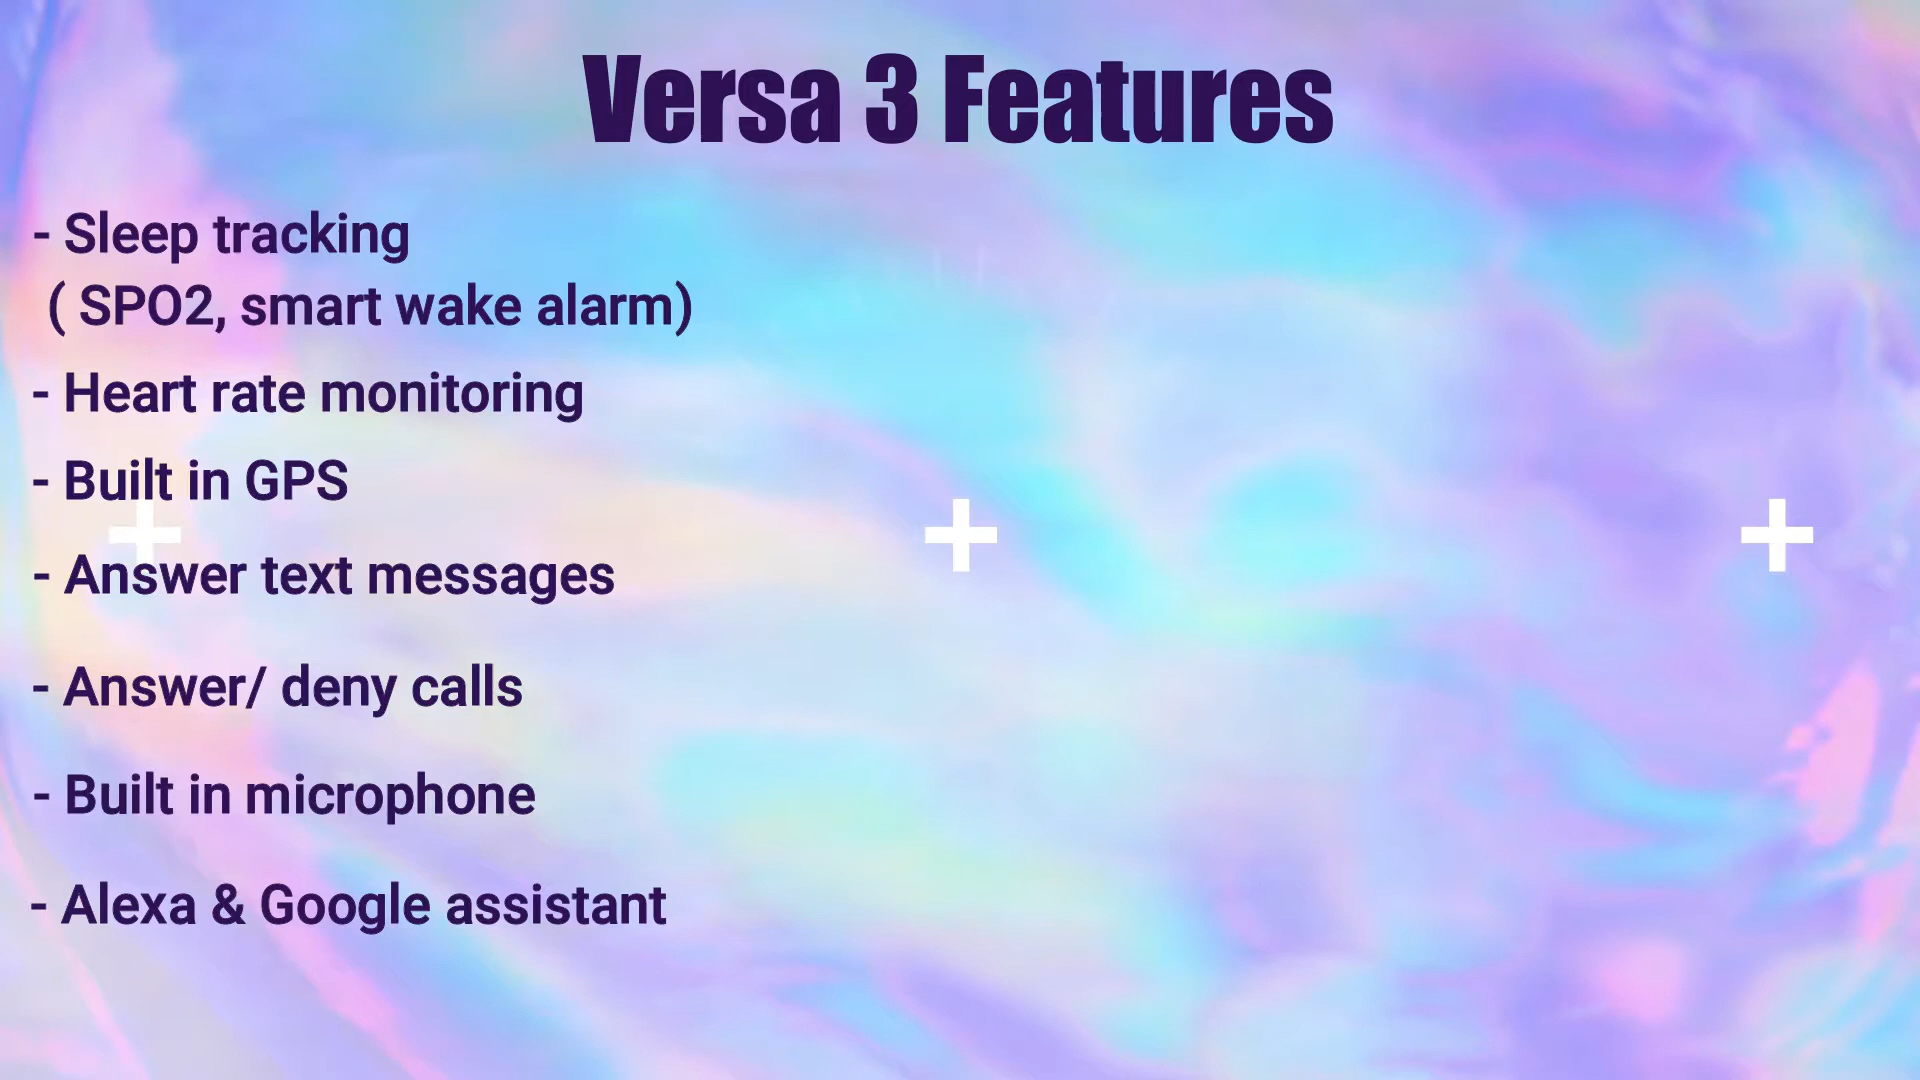 Versa 3 Features
- Sleep tracking
( SPO2, smart wake alarm)
- Heart rate monitoring
- Built in GPS
- Answer text messages
- Answer/ deny calls
- Built in microphone
- Alexa & Google assistant